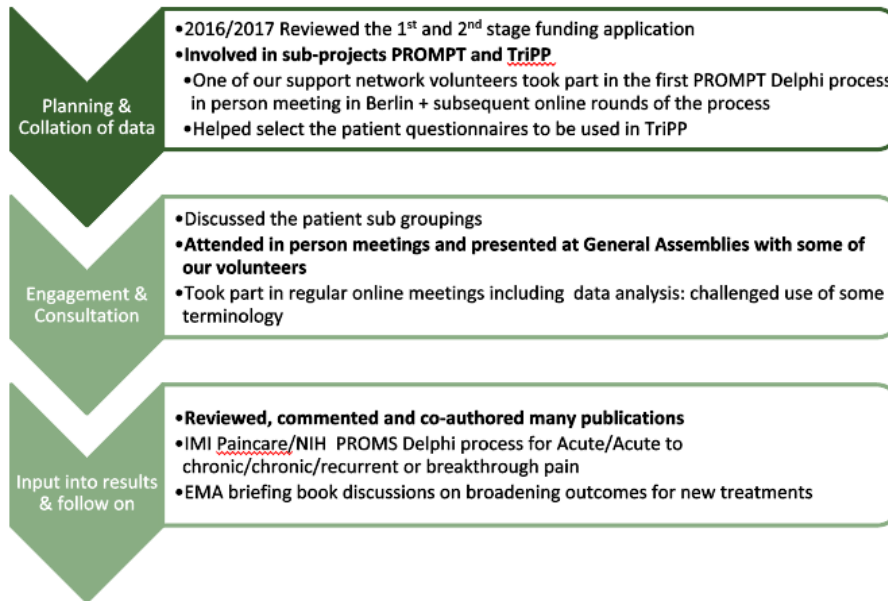 •2016/2017 Reviewed the 1st and 2nd stage funding application
•Involved in sub-projects PROMPT and TriPP
•One of our support network volunteers took part in the first PROMPT Delphi process
in person meeting in Berlin + subsequent online rounds of the process
•Helped select the patient questionnaires to be used in TriPP
Planning &
Collation of data
•Discussed the patient sub groupings
•Attended in person meetings and presented at General Assemblies with some of
our volunteers
•Took part in regular online meetings including data analysis: challenged use of some
terminology
Engagement &
Consultation
•Reviewed, commented and co-authored many publications
•IMI Paincare/NIH PROMS Delphi process for Acute/Acute to
chronic/chronic/recurrent or breakthrough pain
•EMA briefing book discussions on broadening outcomes for new treatments
Input into results
& follow on